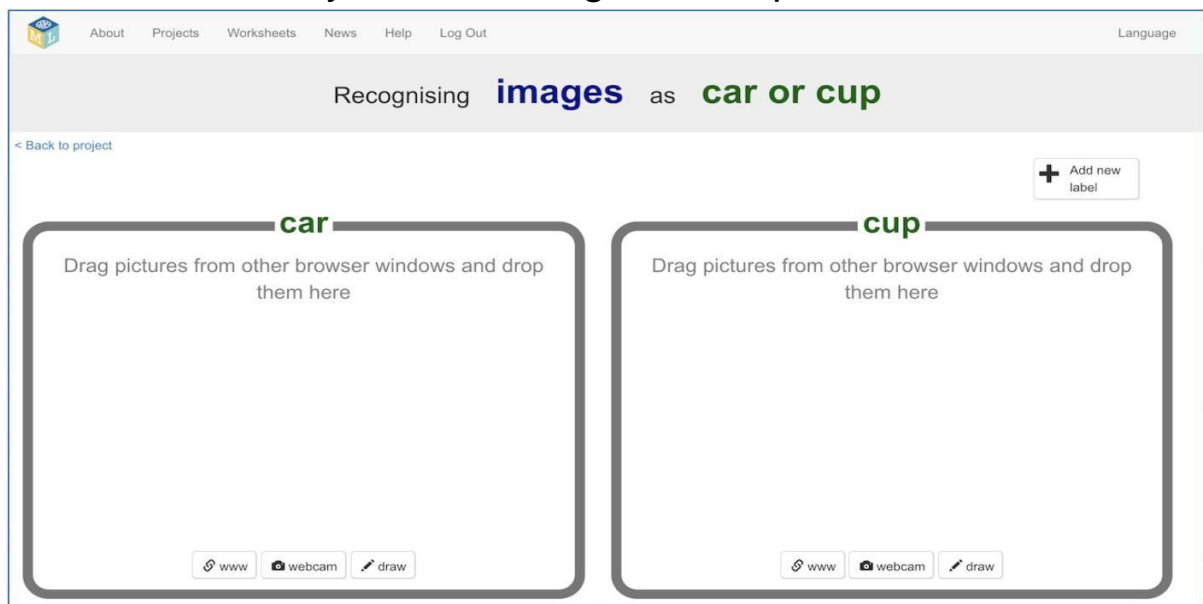 About Projects Worksheets News Help Log Out Language
Recognising images as car or cup
< Back to project
Add new
label
car
Drag pictures from other browser windows and drop
them here
www webcam draw
cup
Drag pictures from other browser windows and drop
them here
www webcam draw